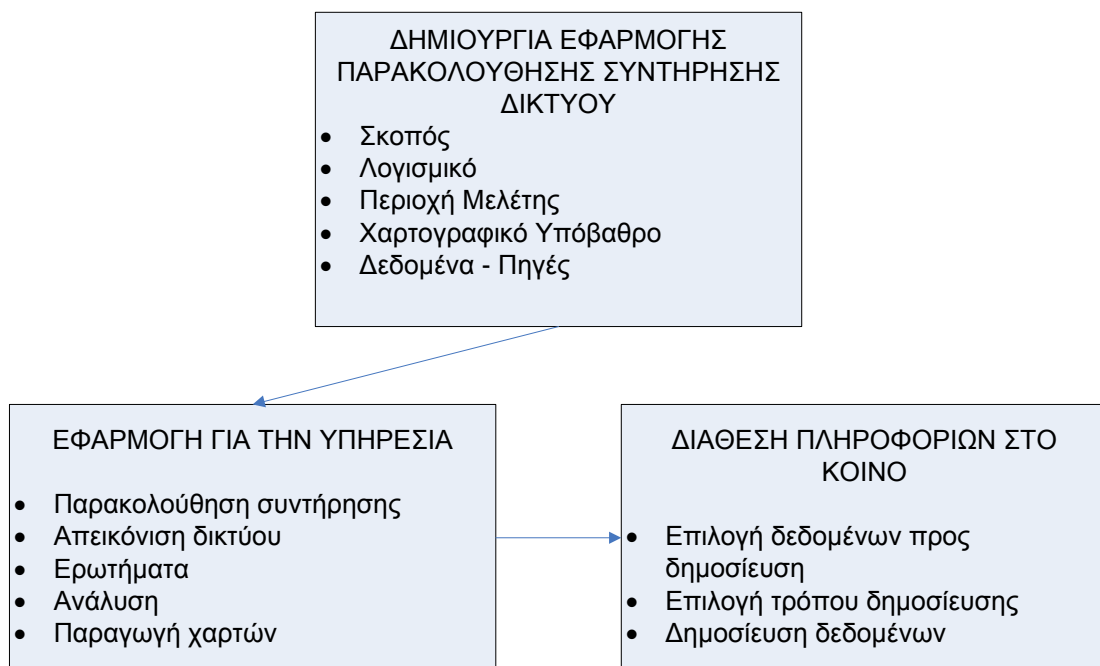 ΔΗΜΙΟΥΡΓΙΑ ΕΦΑΡΜΟΓΗΣ
ΠΑΡΑΚΟΛΟΥΘΗΣΗΣ ΣΥΝΤΗΡΗΣΗΣ
ΔΙΚΤΥΟΥ
• Σκοπός
• Λογισμικό
• Περιοχή Μελέτης
• Χαρτογραφικό Υπόβαθρο
• Δεδομένα - Πηγές
ΕΦΑΡΜΟΓΗ ΓΙΑ ΤΗΝ ΥΠΗΡΕΣΙΑ
• Παρακολούθηση συντήρησης
• Απεικόνιση δικτύου
• Ερωτήματα
• Ανάλυση
• Παραγωγή χαρτών
ΔΙΑΘΕΣΗ ΠΛΗΡΟΦΟΡΙΩΝ ΣΤΟ
ΚΟΙΝΟ
• Επιλογή δεδομένων προς
δημοσίευση
• Επιλογή τρόπου δημοσίευσης
• Δημοσίευση δεδομένων